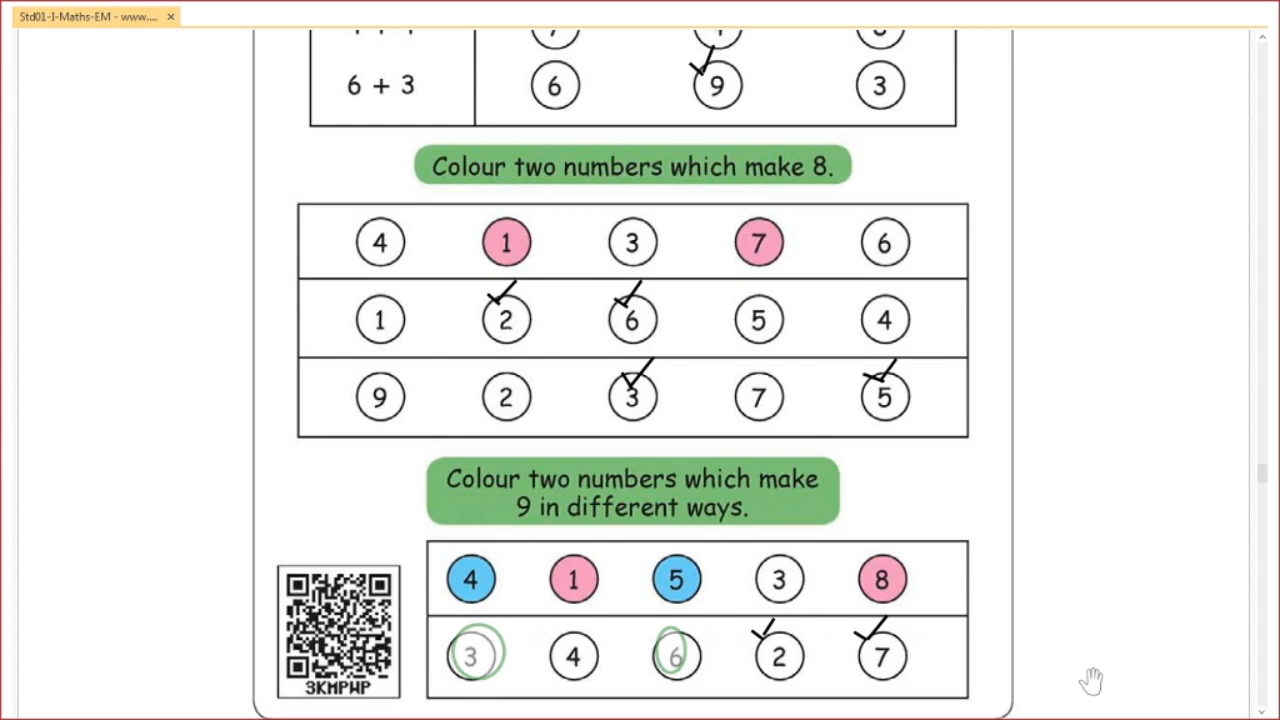 Std01-I-Maths-EM - www....
6 + 3 6 9 3
Colour two numbers which make 8.
4 1 3 7 6
1 2 6 5 4
9 2 3 7 5
Colour two numbers which make
9 in different ways.
4 1 5 3 8
3 4 6 2 7
3KMPWP